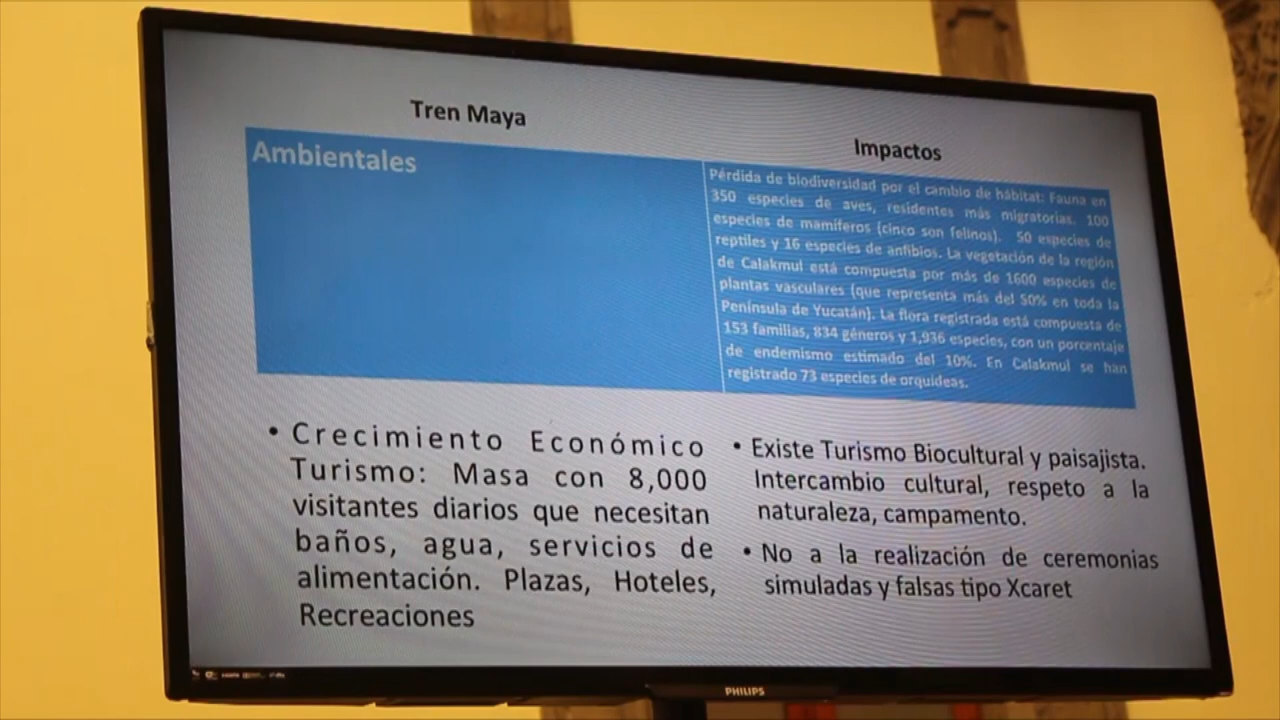 Tren Maya
Impactos
Ambientales
Pérdida de biodiversidad por el cambio de hábitat: Fauna en
350 especies de aves, residentes más migratorias. 100
especies de mamíferos (cinco son felinos). 50 especies de
reptiles y 16 especies de anfibios. La vegetación de la región
de Calakmul está compuesta por más de 1600 especies de
plantas vasculares (que representa más del 50% en toda la
Península de Yucatán). La flora registrada está compuesta de
153 familias, 834 géneros y 1,936 especies, con un porcentaje
de endemismo estimado del 10%. En Calakmul se han
registrado 73 especies de orquídeas.
• Crecimiento Económico
Turismo: Masa con 8,000
visitantes diarios que necesitan
baños, agua, servicios de
alimentación. Plazas, Hoteles,
Recreaciones
• Existe Turismo Biocultural y paisajista.
Intercambio cultural, respeto a la
naturaleza, campamento.
• No a la realización de ceremonias
simuladas y falsas tipo Xcaret
PHILIPS